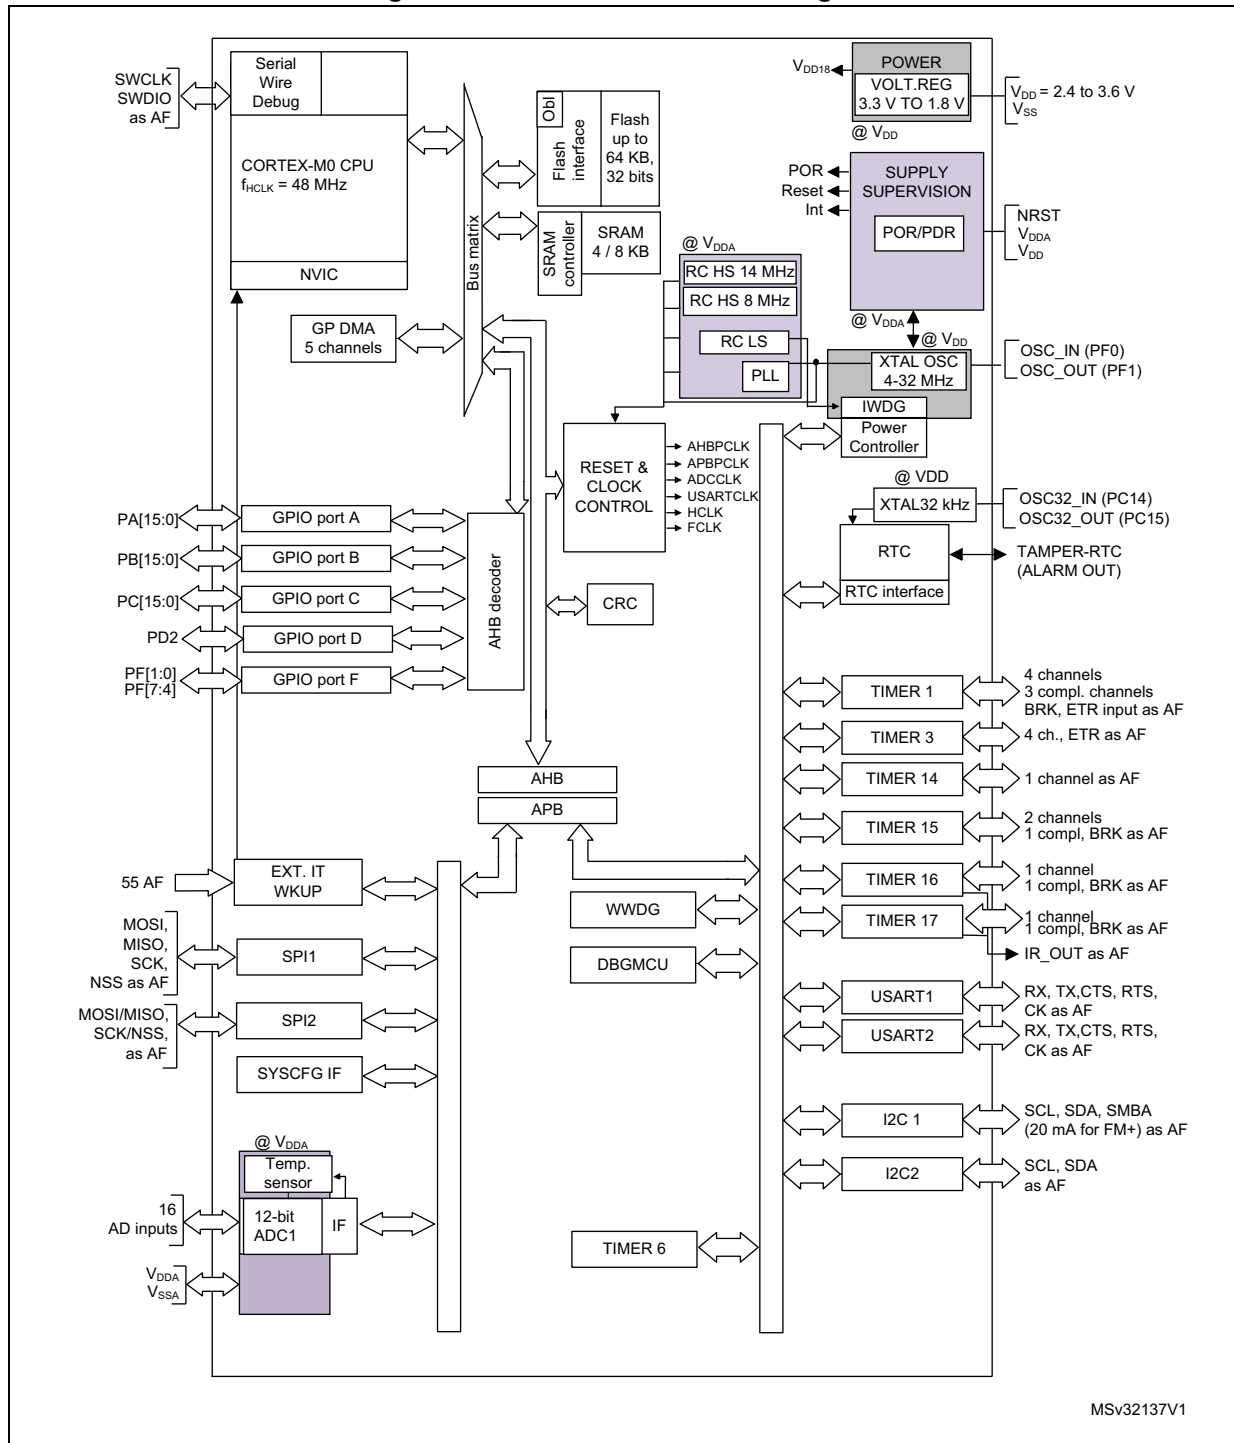 SWCLK
SWDIO
as AF
Serial
Wire
Debug
CORTEX-M0 CPU
fHCLK = 48 MHz
NVIC
Bus matrix
Obl
Flash
interface
Flash
up to
64 KB,
32 bits
SRAM
controller
SRAM
4 / 8 KB
GP DMA
5 channels
VDD18
POWER
VOLT.REG
3.3 V TO 1.8 V
VDD = 2.4 to 3.6 V
VSS
@ VDD
POR
Reset
Int
SUPPLY
SUPERVISION
POR/PDR
NRST
VDDA
VDD
@ VDDA
RC HS 14 MHz
RC HS 8 MHz
RC LS
PLL
@ VDDA
@ VDD
XTAL OSC
4-32 MHz
OSC_IN (PF0)
OSC_OUT (PF1)
IWDG
Power
Controller
RESET &
CLOCK
CONTROL
AHBPCLK
APBPCLK
ADCCLK
USARTCLK
HCLK
FCLK
@ VDD
XTAL32 kHz
OSC32_IN (PC14)
OSC32_OUT (PC15)
RTC
TAMPER-RTC
(ALARM OUT)
RTC interface
PA[15:0]
GPIO port A
PB[15:0]
GPIO port B
PC[15:0]
GPIO port C
PD2
GPIO port D
PF[1:0]
PF[7:4]
GPIO port F
AHB decoder
CRC
AHB
APB
TIMER 1
4 channels
3 compl. channels
BRK, ETR input as AF
TIMER 3
4 ch., ETR as AF
TIMER 14
1 channel as AF
TIMER 15
2 channels
1 compl, BRK as AF
TIMER 16
1 channel
1 compl, BRK as AF
TIMER 17
1 channel
1 compl, BRK as AF
IR_OUT as AF
55 AF
EXT. IT
WKUP
WWDG
DBGMCU
MOSI,
MISO,
SCK,
NSS as AF
SPI1
MOSI/MISO,
SCK/NSS,
as AF
SPI2
SYSCFG IF
USART1
RX, TX,CTS, RTS,
CK as AF
USART2
RX, TX,CTS, RTS,
CK as AF
I2C 1
SCL, SDA, SMBA
(20 mA for FM+) as AF
I2C2
SCL, SDA
as AF
@ VDDA
Temp.
sensor
16
AD inputs
12-bit
ADC1
IF
VDDA
VSSA
TIMER 6
MSv32137V1